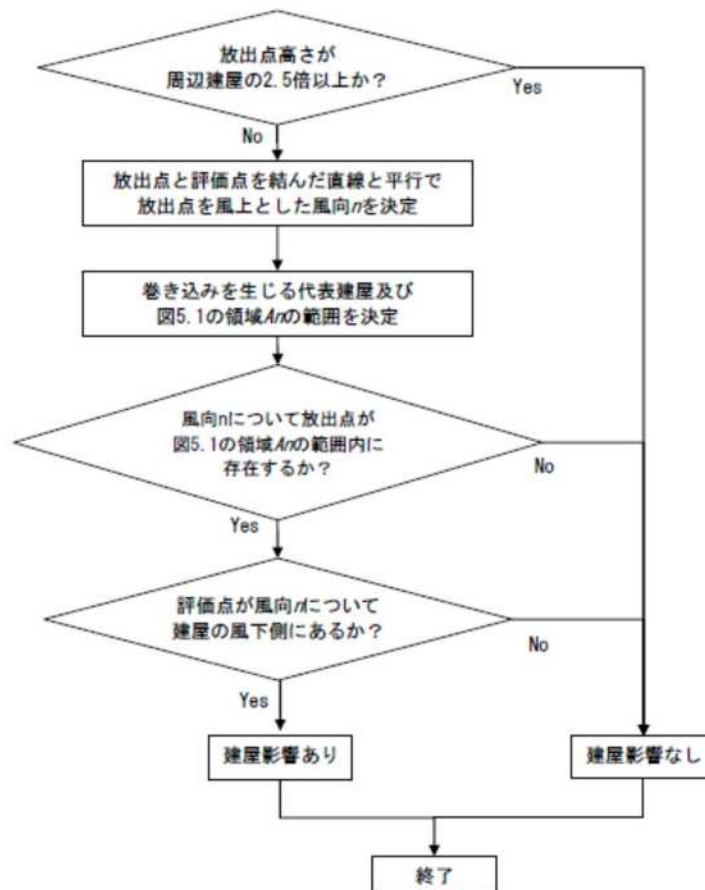 放出点高さが
周辺建屋の2.5倍以上か？
Yes
No
放出点と評価点を結んだ直線と平行で
放出点を風上とした風向nを決定
巻き込みを生じる代表建屋及び
図5.1の領域Anの範囲を決定
風向nについて放出点が
図5.1の領域Anの範囲内に
存在するか？
No
Yes
評価点が風向nについて
建屋の風下側にあるか？
No
Yes
建屋影響あり
建屋影響なし
終了